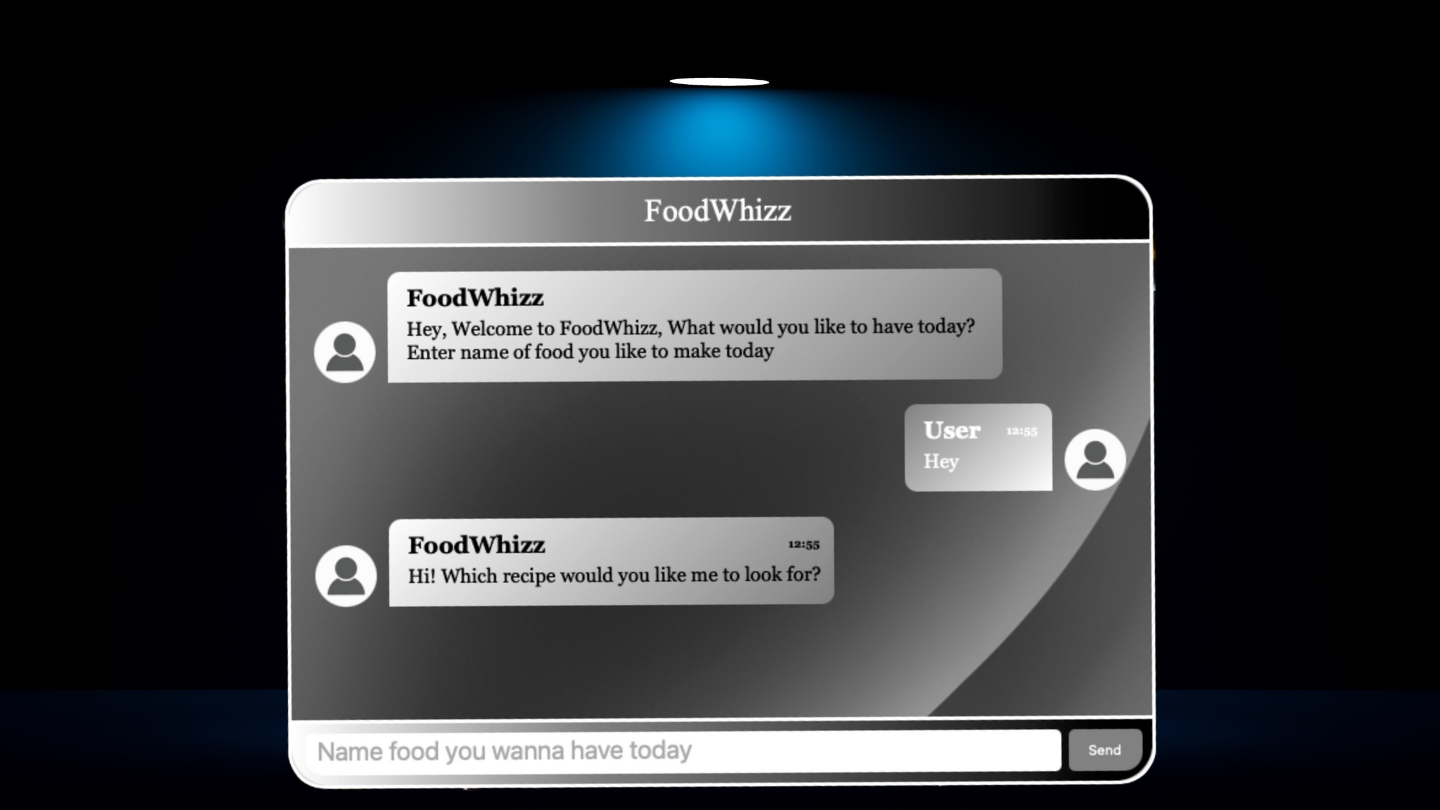 FoodWhizz
FoodWhizz
Hey, Welcome to FoodWhizz, What would you like to have today?
Enter name of food you like to make today
User 12:55
Hey
FoodWhizz 12:55
Hi! Which recipe would you like me to look for?
Name food you wanna have today
Send